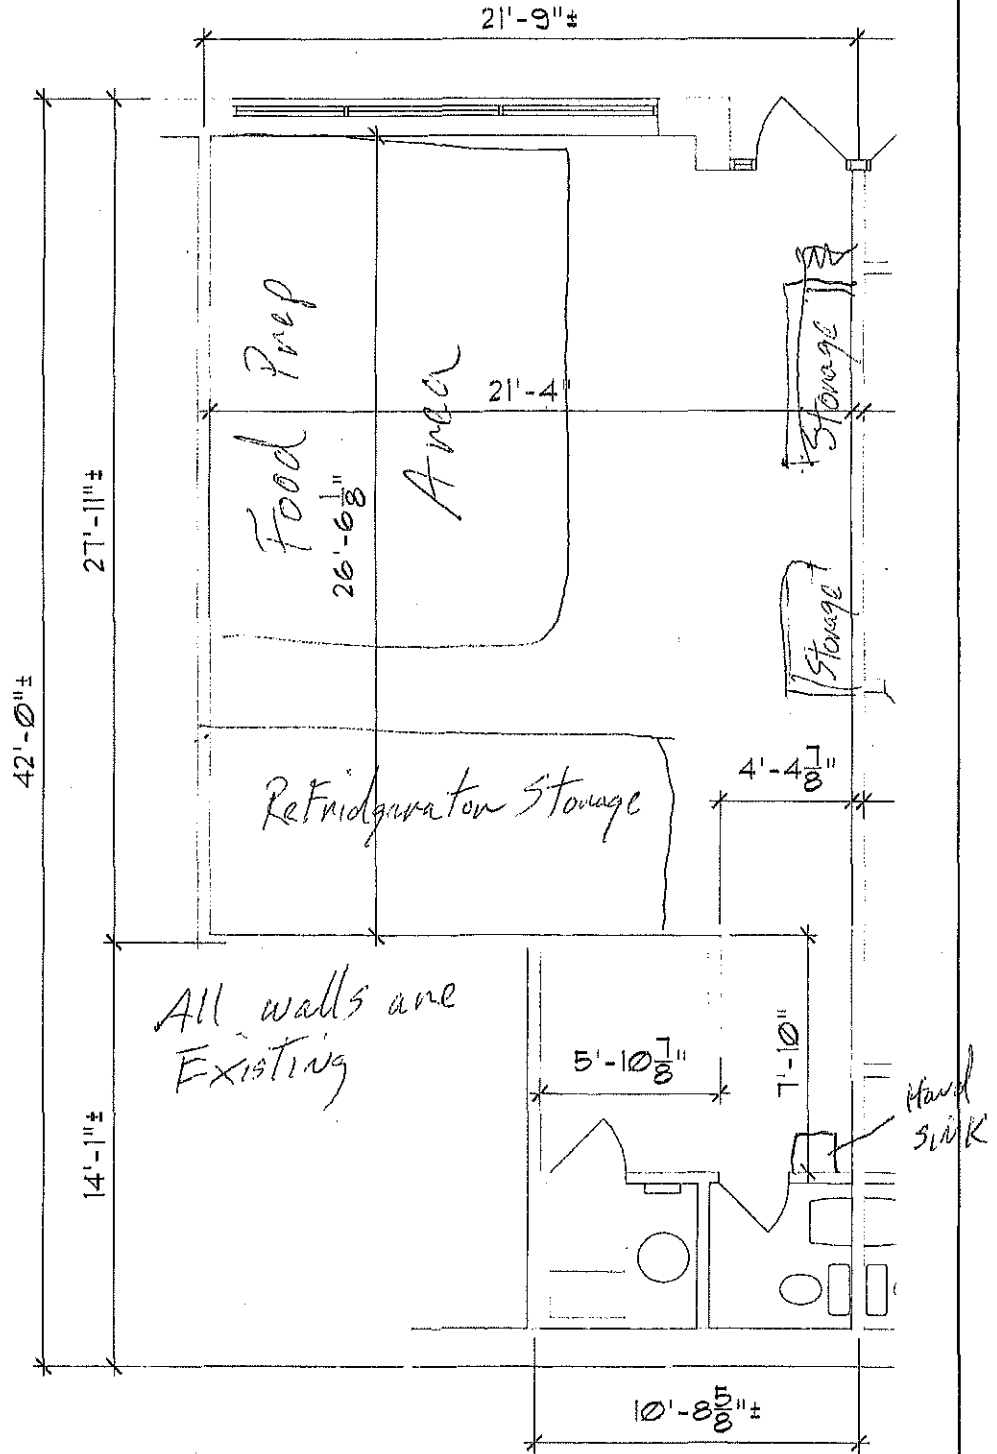 21'-9"±
Food Prep
Area
21'-4"
26'-6 1/8"
Storage
Storage
27'-11"±
42'-0"±
4'-4 7/8"
ReFridgerator Storage
All walls are
Existing
5'-10 7/8"
7'-10"
Hand
SINK
14'-1"±
10'-8 5/8"±